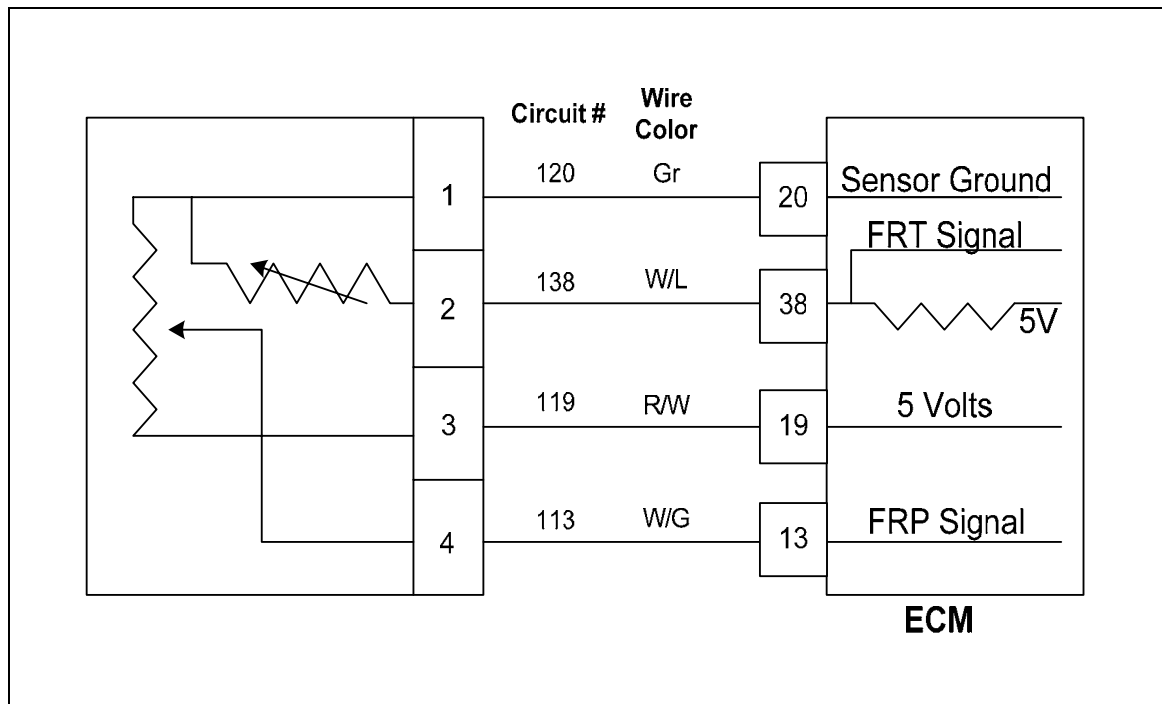 Circuit # Wire Color
1 120 Gr 20 Sensor Ground
FRT Signal
2 138 W/L 38 5V
3 119 R/W 19 5 Volts
4 113 W/G 13 FRP Signal
ECM